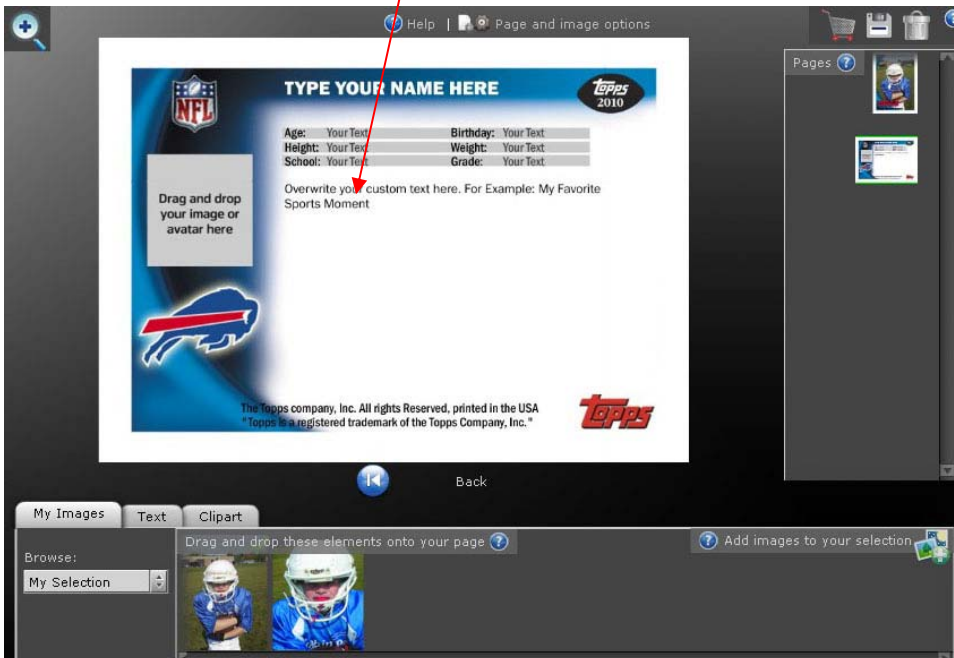 Help | Page and image options
Pages
NFL
TYPE YOUR NAME HERE
Topps
2010
Age: Your Text Birthday: Your Text
Height: Your Text Weight: Your Text
School: Your Text Grade: Your Text
Drag and drop
your image or
avatar here
Overwrite your custom text here. For Example: My Favorite
Sports Moment
The Topps company, Inc. All rights Reserved, printed in the USA
"Topps is a registered trademark of the Topps Company, Inc."
Topps
Back
My Images Text Clipart
Browse:
My Selection
Drag and drop these elements onto your page
Add images to your selection